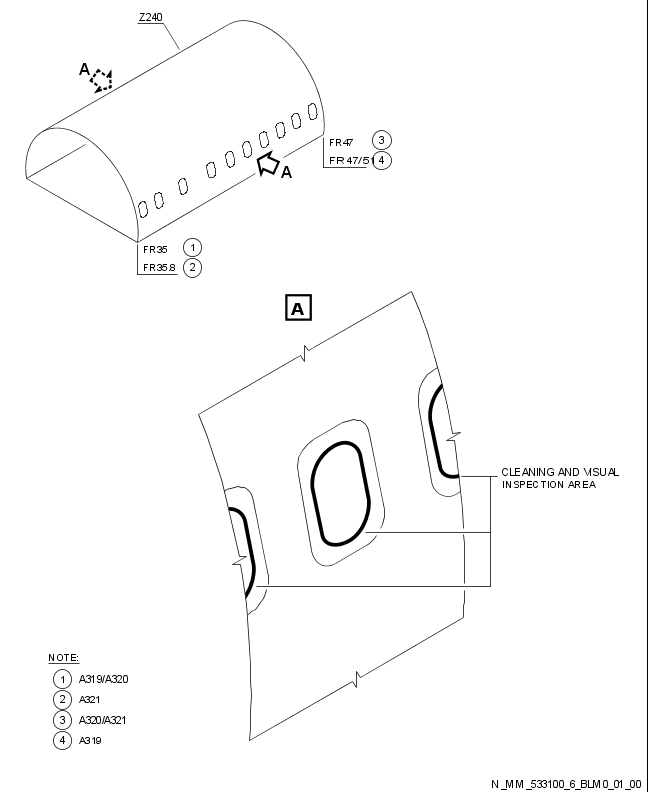 Z240
A
FR47 3
FR47/51 4
A
FR35 1
FR35.8 2
A
CLEANING AND VISUAL
INSPECTION AREA
NOTE:
1 A319/A320
2 A321
3 A320/A321
4 A319
N_MM_533100_6_BLM0_01_00